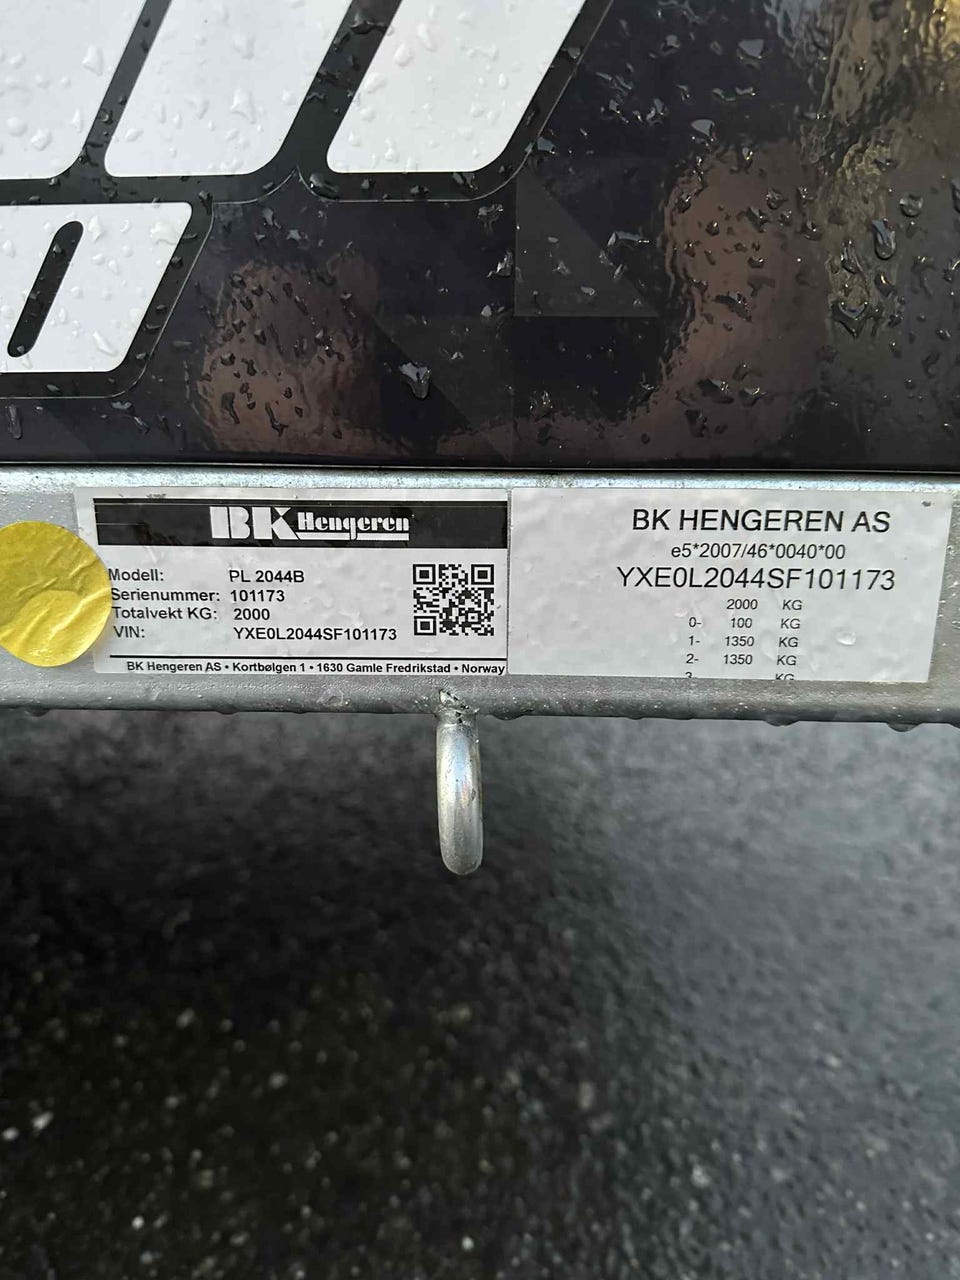 BK Hengeren
Modell: PL 2044B
Serienummer: 101173
Totalvekt KG: 2000
VIN: YXE0L2044SF101173
BK Hengeren AS • Kortbølgen 1 • 1630 Gamle Fredrikstad • Norway
BK HENGEREN AS
e5*2007/46*0040*00
YXE0L2044SF101173
2000 KG
0- 100 KG
1- 1350 KG
2- 1350 KG
3 KG